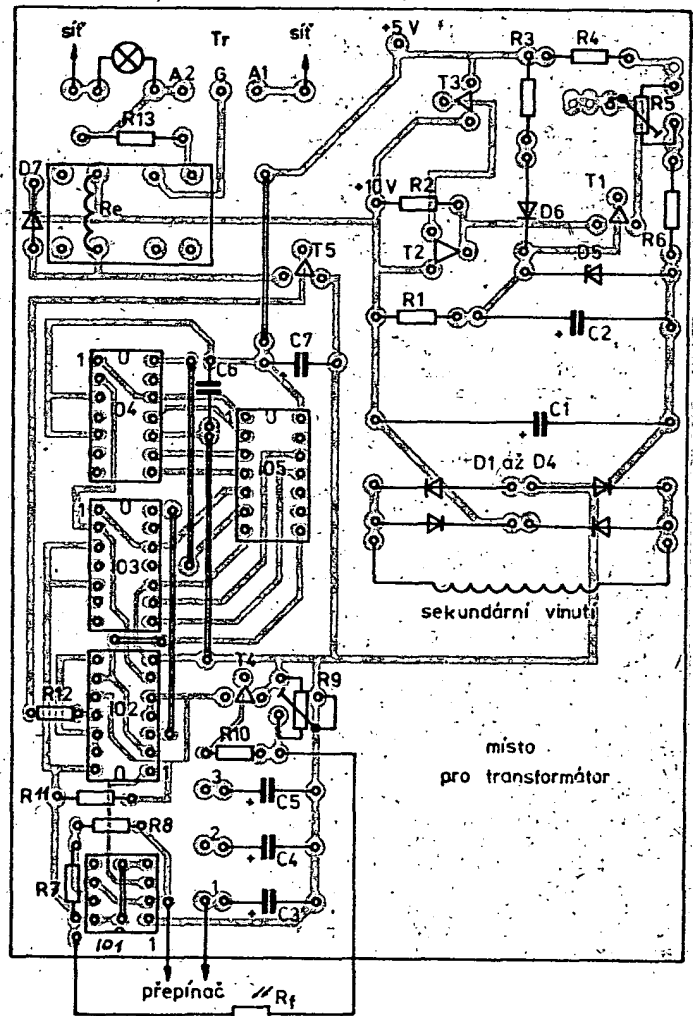 síť
Tr
síť
+5 V
R3
R4
A2
G
A1
T3
R5
R13
D7
Re
+10 V
R2
T1
T2
D6
R6
T5
D5
R1
C2
+
C7
+
C6
1
IO4
IO5
C1
+
D1 až D4
1
IO3
sekundární vinutí
T4
R9
R12
IO2
R10
místo
pro transformátor
1
R11
3
C5
+
R8
2
C4
+
R7
1
C3
+
IO1
1
přepínač
Rf